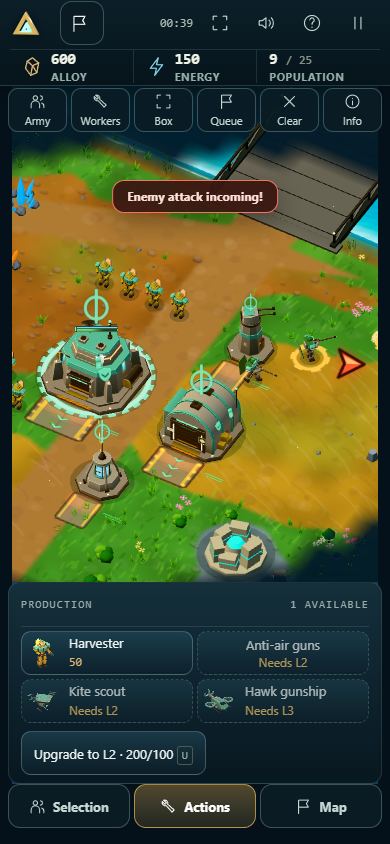 00:39
600
ALLOY
150
ENERGY
9 / 25
POPULATION
Army
Workers
Box
Queue
Clear
Info
Enemy attack incoming!
PRODUCTION
1 AVAILABLE
Harvester
50
Anti-air guns
Needs L2
Kite scout
Needs L2
Hawk gunship
Needs L3
Upgrade to L2 · 200/100 U
Selection
Actions
Map